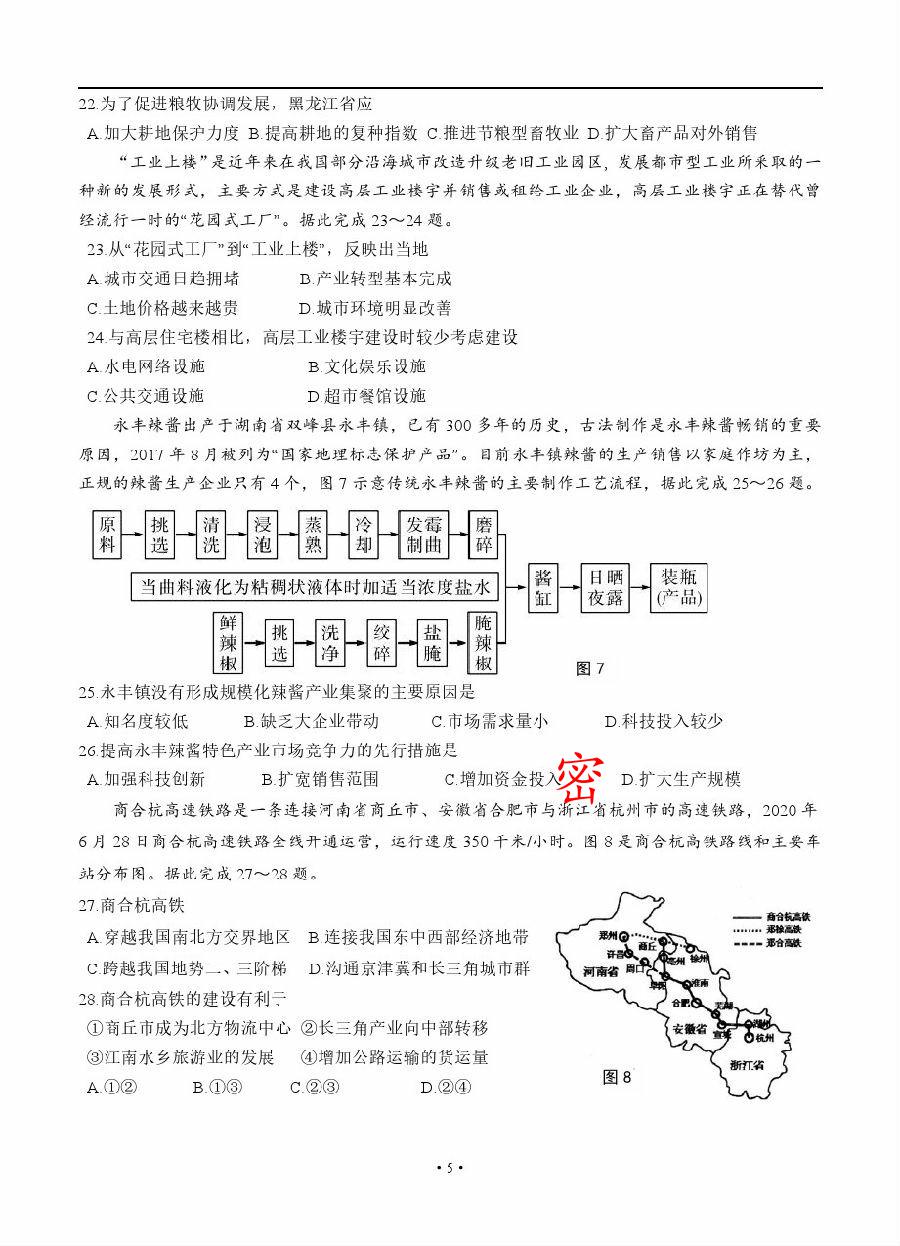 22.为了促进粮牧协调发展，黑龙江省应
A.加大耕地保护力度 B.提高耕地的复种指数 C.推进节粮型畜牧业 D.扩大畜产品对外销售
“工业上楼”是近年来在我国部分沿海城市改造升级老旧工业园区，发展都市型工业所采取的一
种新的发展形式，主要方式是建设高层工业楼宇并销售或租给工业企业，高层工业楼宇正在替代曾
经流行一时的“花园式工厂”。据此完成 23～24 题。
23.从“花园式工厂”到“工业上楼”，反映出当地
A.城市交通日趋拥堵 B.产业转型基本完成
C.土地价格越来越贵 D.城市环境明显改善
24.与高层住宅楼相比，高层工业楼宇建设时较少考虑建设
A.水电网络设施 B.文化娱乐设施
C.公共交通设施 D.超市餐馆设施
永丰辣酱出产于湖南省双峰县永丰镇，已有 300 多年的历史，古法制作是永丰辣酱畅销的重要
原因，2017 年 8 月被列为“国家地理标志保护产品”。目前永丰镇辣酱的生产销售以家庭作坊为主，
正规的辣酱生产企业只有 4 个，图 7 示意传统永丰辣酱的主要制作工艺流程，据此完成 25～26 题。
原料 挑选 清洗 浸泡 蒸熟 冷却 发霉制曲 磨碎
当曲料液化为粘稠状液体时加适当浓度盐水 酱缸 日晒夜露 装瓶(产品)
鲜辣椒 挑选 洗净 绞碎 盐腌 腌辣椒
图 7
25.永丰镇没有形成规模化辣酱产业集聚的主要原因是
A.知名度较低 B.缺乏大企业带动 C.市场需求量小 D.科技投入较少
26.提高永丰辣酱特色产业市场竞争力的先行措施是
A.加强科技创新 B.扩宽销售范围 C.增加资金投入 D.扩大生产规模
密
商合杭高速铁路是一条连接河南省商丘市、安徽省合肥市与浙江省杭州市的高速铁路，2020 年
6 月 28 日商合杭高速铁路全线开通运营，运行速度 350 千米/小时。图 8 是商合杭高铁路线和主要车
站分布图。据此完成 27～28 题。
27.商合杭高铁
A.穿越我国南北方交界地区 B.连接我国东中西部经济地带
C.跨越我国地势二、三阶梯 D.沟通京津冀和长三角城市群
28.商合杭高铁的建设有利于
①商丘市成为北方物流中心 ②长三角产业向中部转移
③江南水乡旅游业的发展 ④增加公路运输的货运量
A.①② B.①③ C.②③ D.②④
商合杭高铁
郑徐高铁
郑合高铁
郑州
商丘
许昌
亳州
徐州
周口
河南省
阜阳
淮南
合肥
芜湖
安徽省
宣城
湖州
杭州
浙江省
图 8
·5·